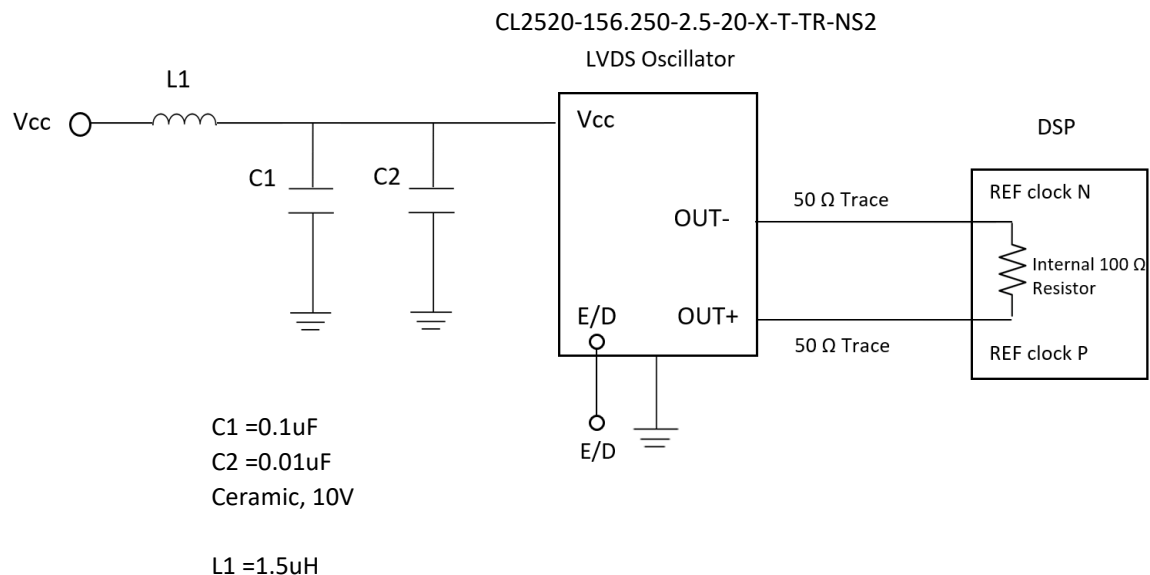 CL2520-156.250-2.5-20-X-T-TR-NS2
LVDS Oscillator
L1
Vcc
Vcc
DSP
C1
C2
REF clock N
50 Ω Trace
OUT-
Internal 100 Ω
Resistor
E/D
OUT+
50 Ω Trace
REF clock P
E/D
C1 =0.1uF
C2 =0.01uF
Ceramic, 10V
L1 =1.5uH